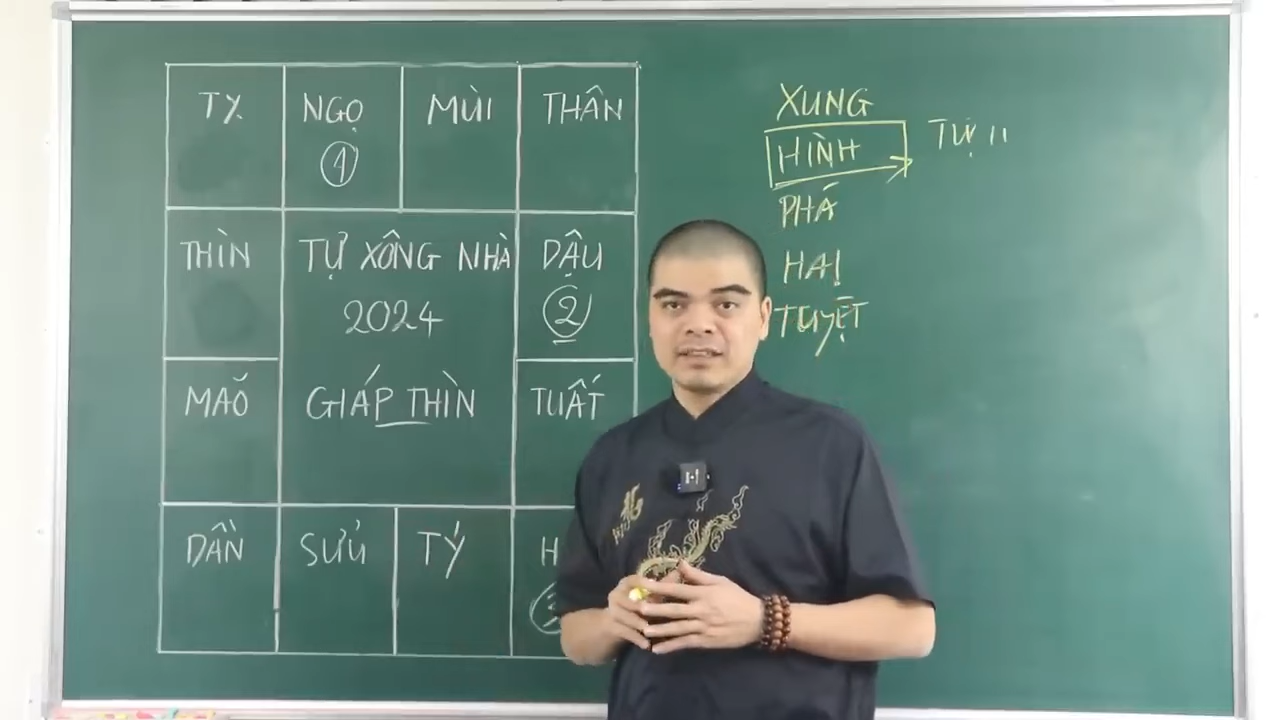 TỴ NGỌ MÙI THÂN
1
THÌN TỰ XÔNG NHÀ DẬU
2024 2
MÃO GIÁP THÌN TUẤT
DẦN SỬU TÝ H
3
XUNG
HÌNH TỰ
PHÁ
HẠI
TUYỆT